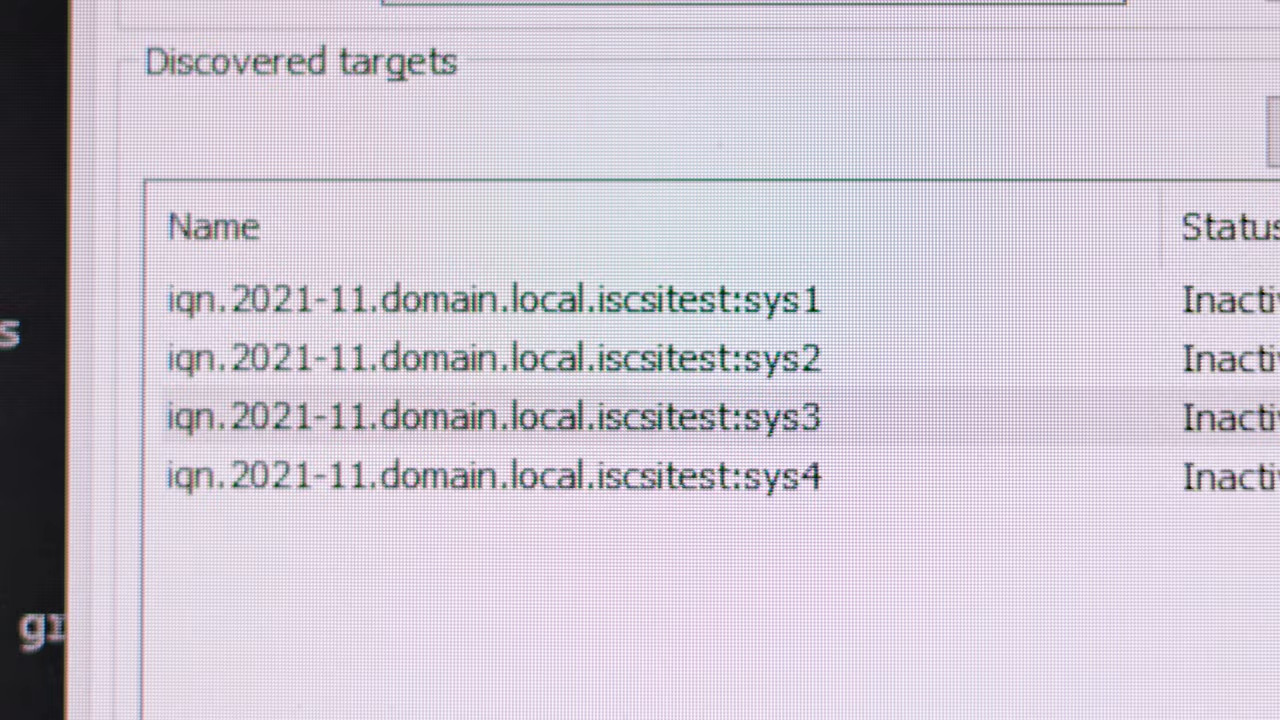 Discovered targets
Name
iqn.2021-11.domain.local.iscsitest:sys1
iqn.2021-11.domain.local.iscsitest:sys2
iqn.2021-11.domain.local.iscsitest:sys3
iqn.2021-11.domain.local.iscsitest:sys4